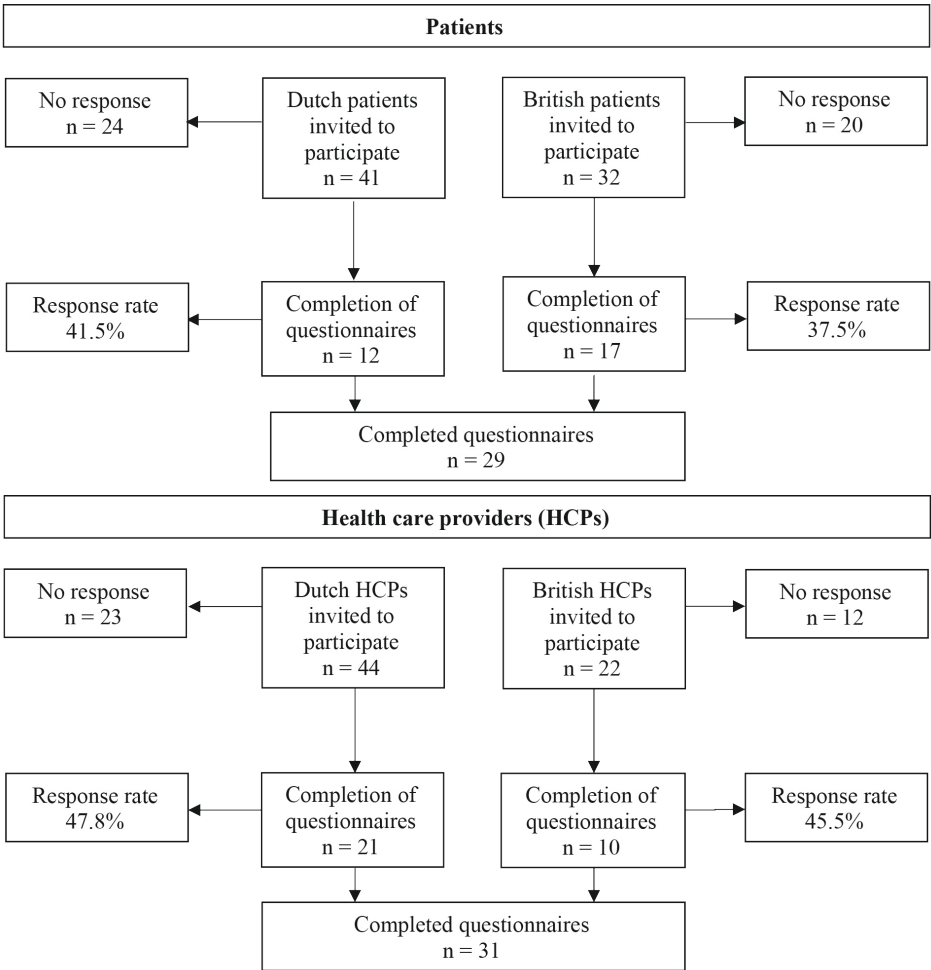 Patients
No response
n = 24
Dutch patients
invited to
participate
n = 41
British patients
invited to
participate
n = 32
No response
n = 20
Response rate
41.5%
Completion of
questionnaires
n = 12
Completion of
questionnaires
n = 17
Response rate
37.5%
Completed questionnaires
n = 29
Health care providers (HCPs)
No response
n = 23
Dutch HCPs
invited to
participate
n = 44
British HCPs
invited to
participate
n = 22
No response
n = 12
Response rate
47.8%
Completion of
questionnaires
n = 21
Completion of
questionnaires
n = 10
Response rate
45.5%
Completed questionnaires
n = 31